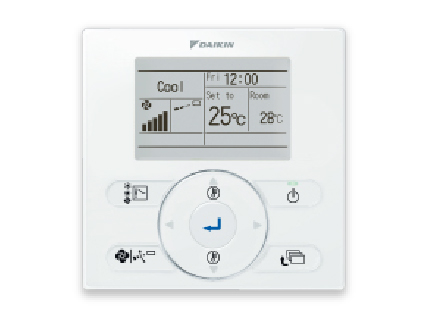 DAIKIN
Cool
Fri 12:00
Set to Room
25°C 28°C